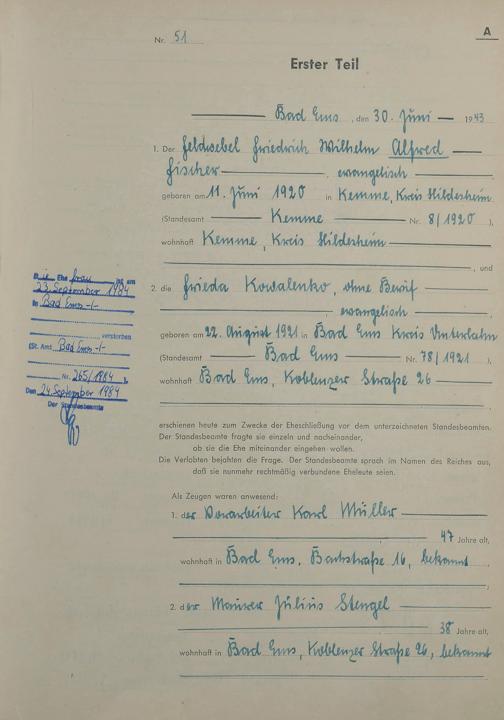 A
Nr. 51
Erster Teil
Bad Ems, den 30. Juni 1943
1. Der Feldwebel Friedrich Wilhelm Alfred
Fischer, evangelisch
geboren am 11. Juni 1920 in Kemme, Kreis Hildesheim
(Standesamt Kemme Nr. 8/1920),
wohnhaft Kemme, Kreis Hildesheim
, und
2. die Frieda Kowalenko, ohne Beruf
, evangelisch
geboren am 22. August 1921 in Bad Ems Kreis Unterlahn
(Standesamt Bad Ems Nr. 78/1921)
wohnhaft Bad Ems, Koblenzer Straße 26
Die Ehefrau ist am
23. September 1984
in Bad Ems -/-
verstorben
(St. Amt Bad Ems -/-
Nr. 265/1984),
Den 24. September 1984
Der Standesbeamte
erschienen heute zum Zwecke der Eheschließung vor dem unterzeichneten Standesbeamten.
Der Standesbeamte fragte sie einzeln und nacheinander,
ob sie die Ehe miteinander eingehen wollen.
Die Verlobten bejahten die Frage. Der Standesbeamte sprach im Namen des Reiches aus,
daß sie nunmehr rechtmäßig verbundene Eheleute seien.
Als Zeugen waren anwesend:
1. der Vorarbeiter Karl Müller
47 Jahre alt,
wohnhaft in Bad Ems, Bachstraße 16, bekannt
2. der Maurer Julius Stengel
38 Jahre alt,
wohnhaft in Bad Ems, Koblenzer Straße 26, bekannt